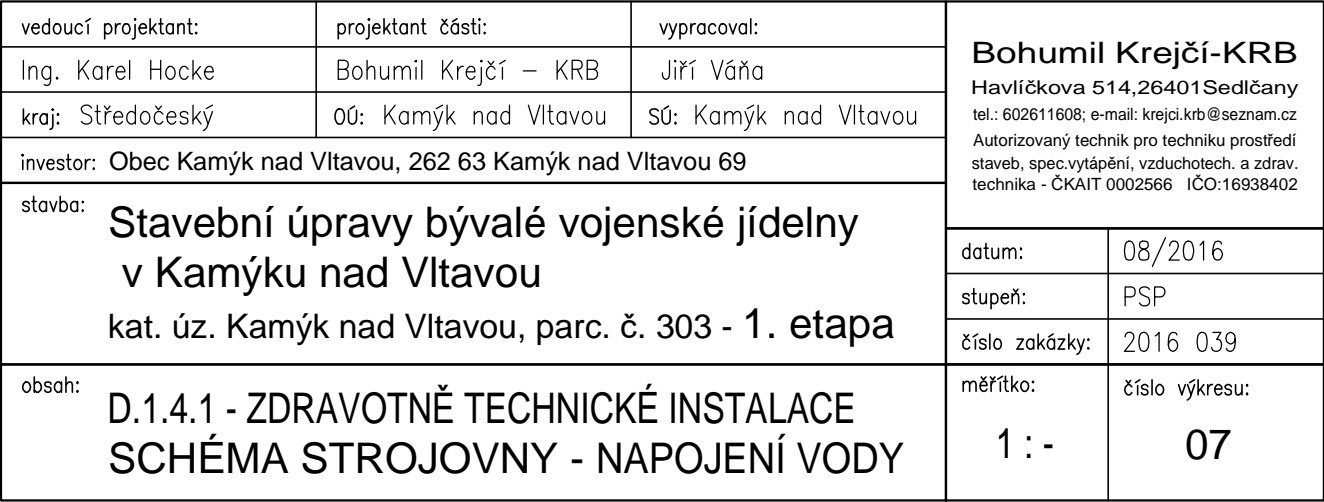 vedoucí projektant: projektant části: vypracoval:
Ing. Karel Hocke Bohumil Krejčí – KRB Jiří Váňa
kraj: Středočeský OÚ: Kamýk nad Vltavou SÚ: Kamýk nad Vltavou
investor: Obec Kamýk nad Vltavou, 262 63 Kamýk nad Vltavou 69
stavba: Stavební úpravy bývalé vojenské jídelny
v Kamýku nad Vltavou
kat. úz. Kamýk nad Vltavou, parc. č. 303 - 1. etapa
obsah: D.1.4.1 - ZDRAVOTNĚ TECHNICKÉ INSTALACE
SCHÉMA STROJOVNY - NAPOJENÍ VODY
Bohumil Krejčí-KRB
Havlíčkova 514,26401Sedlčany
tel.: 602611608; e-mail: krejci.krb@seznam.cz
Autorizovaný technik pro techniku prostředí
staveb, spec.vytápění, vzduchotech. a zdrav.
technika - ČKAIT 0002566 IČO:16938402
datum: 08/2016
stupeň: PSP
číslo zakázky: 2016 039
měřítko: číslo výkresu:
1 : - 07